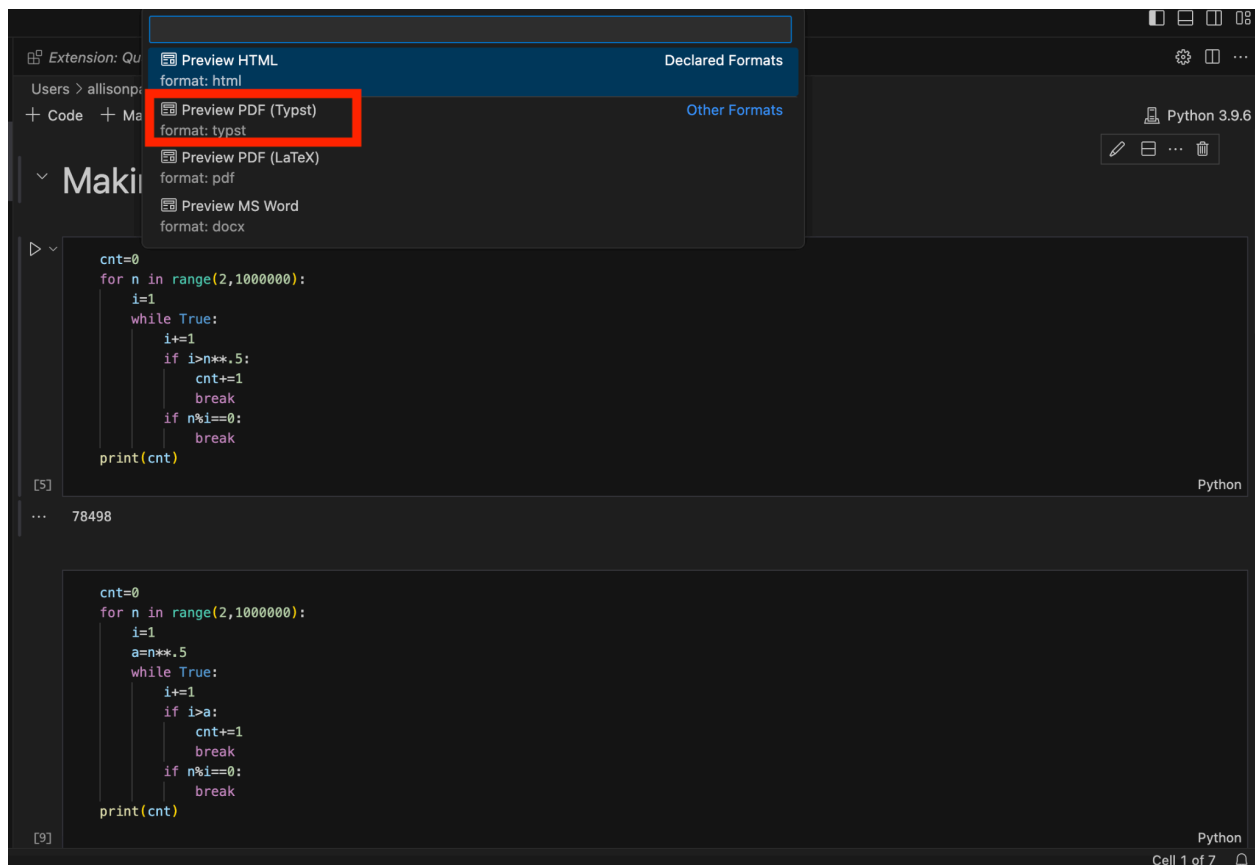 Extension: Qu
Users > allisonpa
+ Code + Ma
Preview HTML Declared Formats
format: html
Preview PDF (Typst) Other Formats
format: typst
Preview PDF (LaTeX)
format: pdf
Preview MS Word
format: docx
Python 3.9.6
Makin
cnt=0
for n in range(2,1000000):
    i=1
    while True:
        i+=1
        if i>n**.5:
            cnt+=1
            break
        if n%i==0:
            break
print(cnt)
[5] Python
... 78498
cnt=0
for n in range(2,1000000):
    i=1
    a=n**.5
    while True:
        i+=1
        if i>a:
            cnt+=1
            break
        if n%i==0:
            break
print(cnt)
[9] Python
Cell 1 of 7